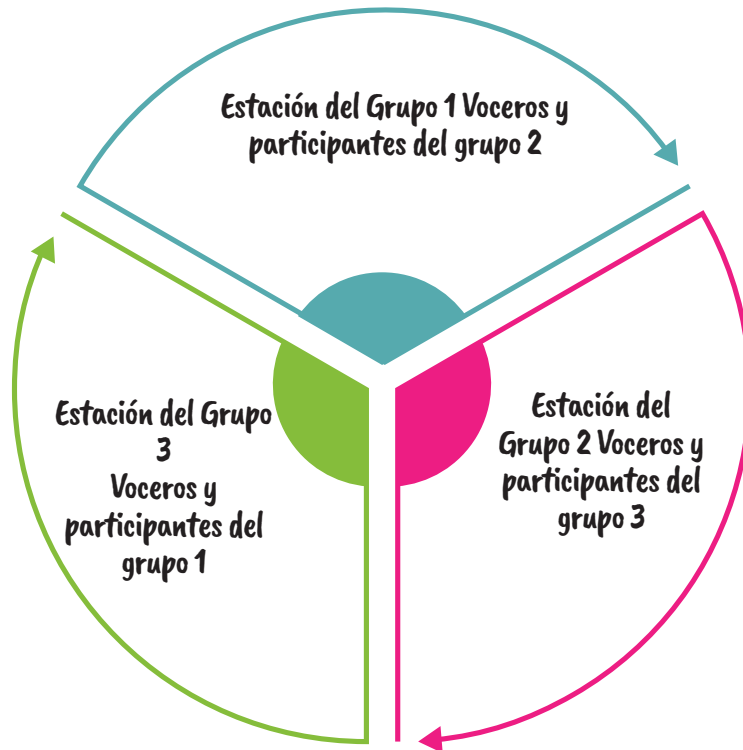 Estación del Grupo 1 Voceros y
participantes del grupo 2
Estación del Grupo
3
Voceros y
participantes del
grupo 1
Estación del
Grupo 2 Voceros y
participantes del
grupo 3